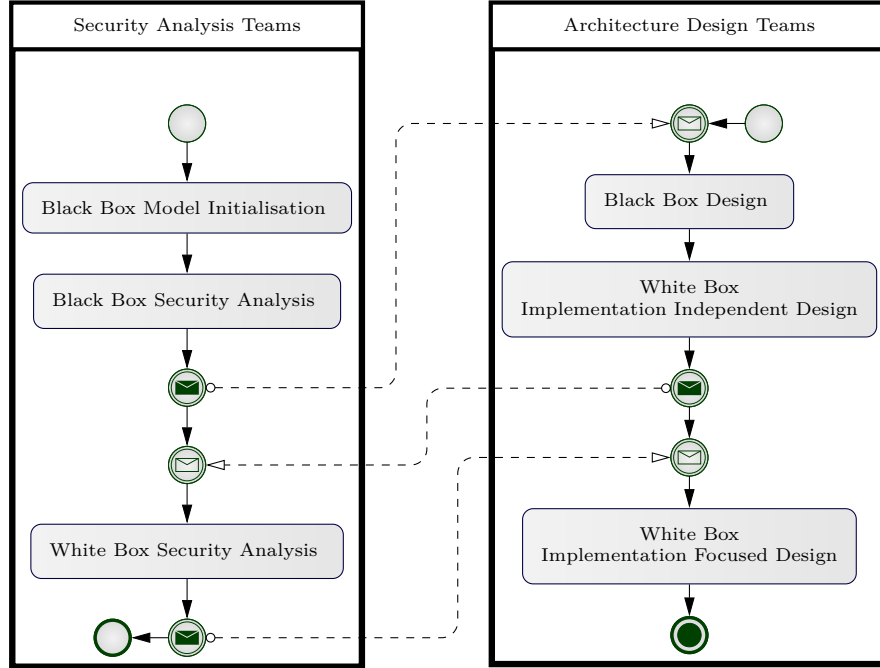 Security Analysis Teams
Architecture Design Teams
Black Box Model Initialisation
Black Box Security Analysis
White Box Security Analysis
Black Box Design
White Box
Implementation Independent Design
White Box
Implementation Focused Design